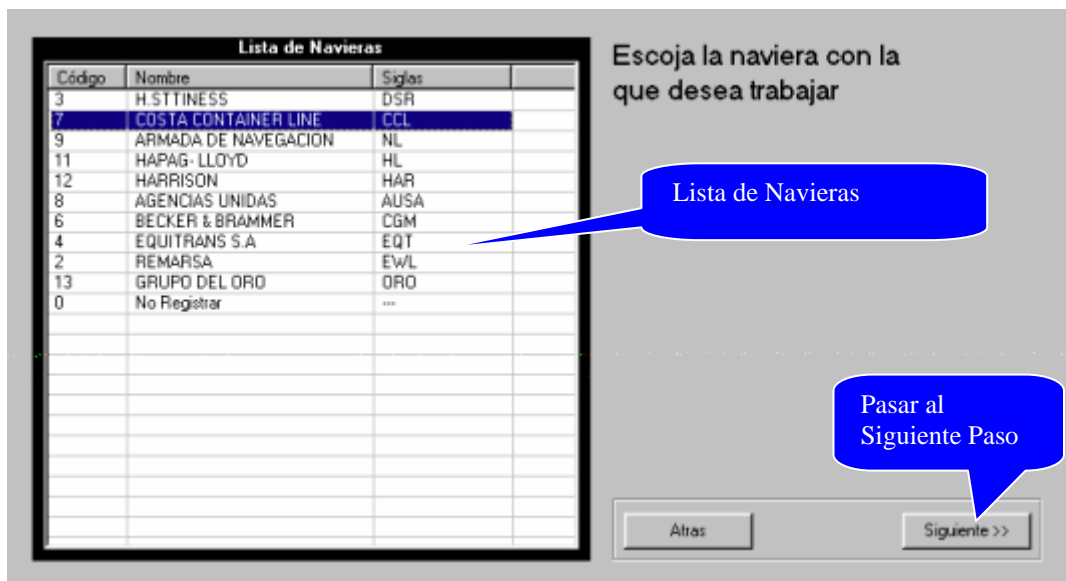 Lista de Navieras
Escoja la naviera con la
que desea trabajar
Código Nombre Siglas
3 H.STTINESS DSR
7 COSTA CONTAINER LINE CCL
9 ARMADA DE NAVEGACION NL
11 HAPAG- LLOYD HL
12 HARRISON HAR
8 AGENCIAS UNIDAS AUSA
6 BECKER & BRAMMER CGM
4 EQUITRANS S.A EQT
2 REMARSA EWL
13 GRUPO DEL ORO ORO
0 No Registrar ---
Lista de Navieras
Pasar al
Siguiente Paso
Atras
Siguiente >>